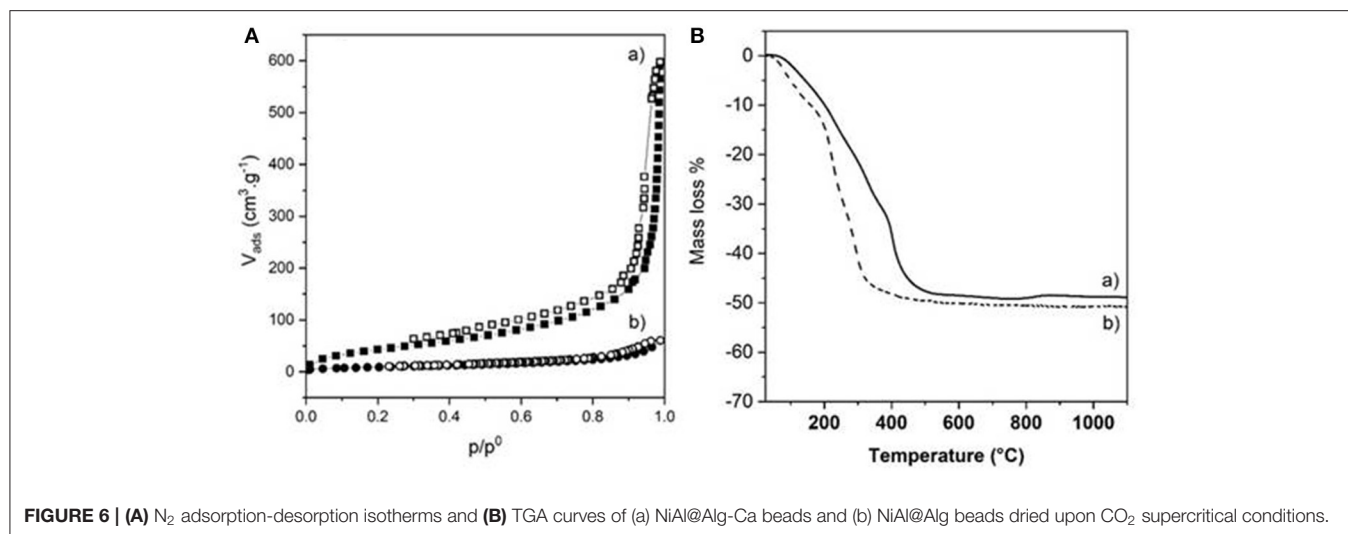 A
B
600
500
400
300
200
100
0
V_ads (cm³.g⁻¹)
a)
b)
0.0
0.2
0.4
0.6
0.8
1.0
p/p⁰
0
-10
-20
-30
-40
-50
-60
-70
Mass loss %
a)
b)
200
400
600
800
1000
Temperature (°C)
FIGURE 6 | (A) N₂ adsorption-desorption isotherms and (B) TGA curves of (a) NiAl@Alg-Ca beads and (b) NiAl@Alg beads dried upon CO₂ supercritical conditions.